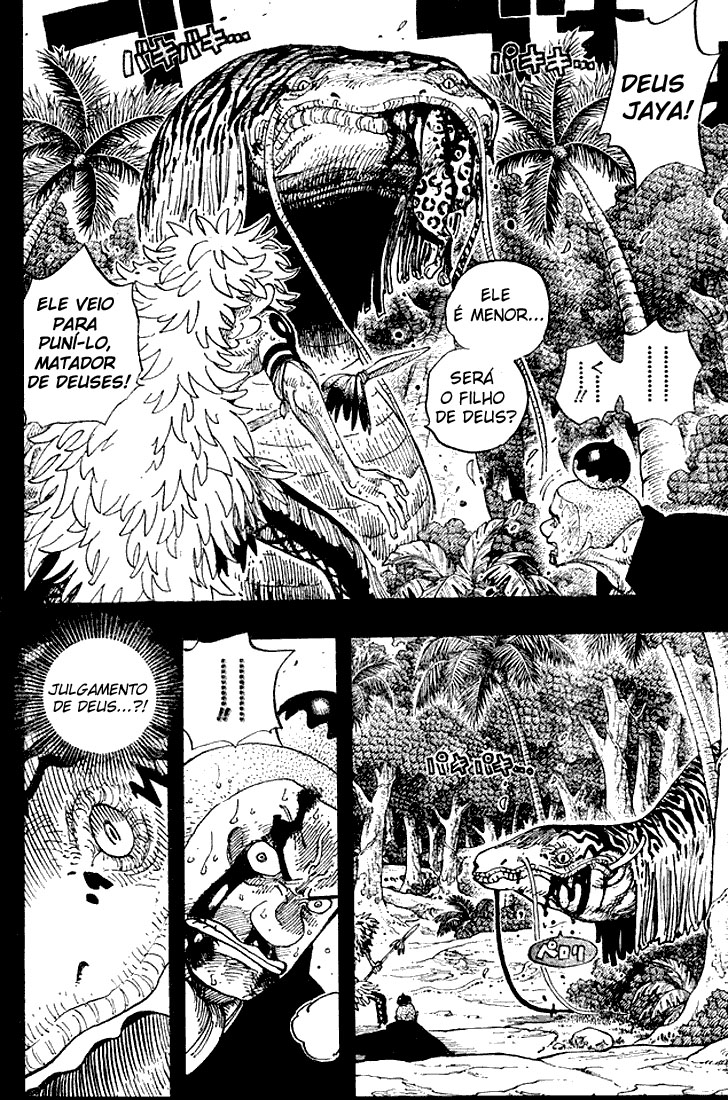 パキパキ…
パキキ…
DEUS
JAYA!
ELE
É MENOR...
SERÁ
O FILHO
DE DEUS?
ELE VEIO
PARA
PUNÍ-LO,
MATADOR
DE DEUSES!
パキパキ…
ペロリ
JULGAMENTO
DE DEUS...?!